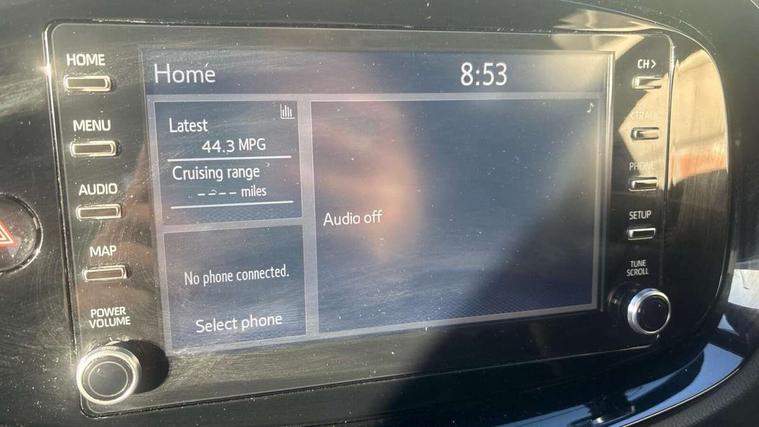 HOME
MENU
AUDIO
MAP
POWER
VOLUME
Home
8:53
Latest
44.3 MPG
Cruising range
---- miles
No phone connected.
Select phone
Audio off
CH >
TRACK
PHONE
SETUP
TUNE
SCROLL